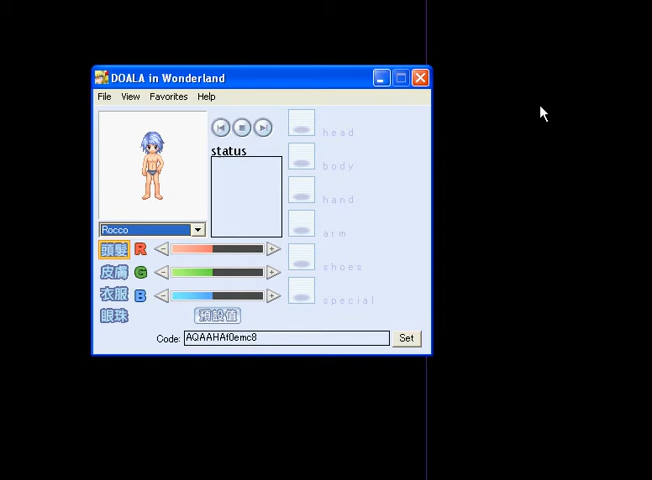 DOALA in Wonderland
File View Favorites Help
status
head
body
hand
arm
shoes
special
Rocco
頭髮 R
皮膚 G
衣服 B
眼珠
預設值
Code: AQAAHAf0emc8 Set